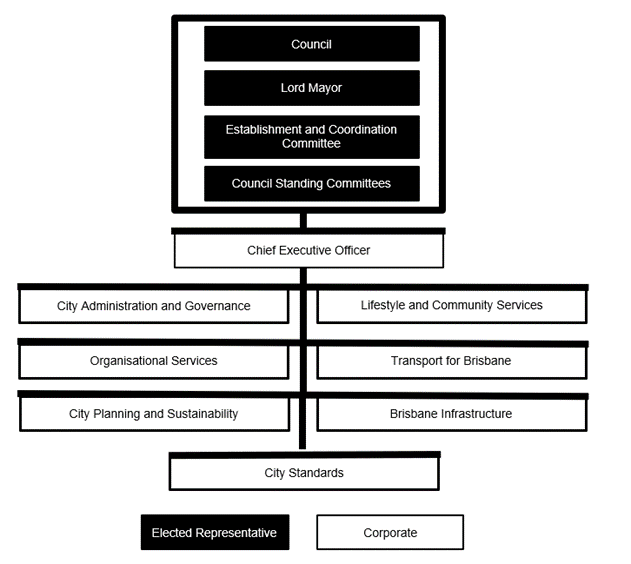 Council
Lord Mayor
Establishment and Coordination
Committee
Council Standing Committees
Chief Executive Officer
City Administration and Governance
Lifestyle and Community Services
Organisational Services
Transport for Brisbane
City Planning and Sustainability
Brisbane Infrastructure
City Standards
Elected Representative
Corporate